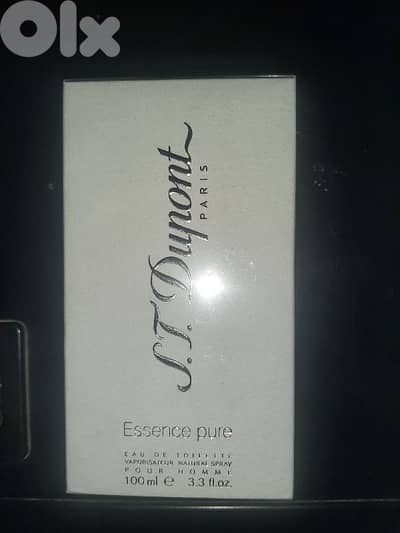 OLX
S.T. Dupont
PARIS
Essence pure
EAU DE TOILETTE
VAPORISATEUR NATURAL SPRAY
POUR HOMME
100 ml ℮ 3.3 fl.oz.